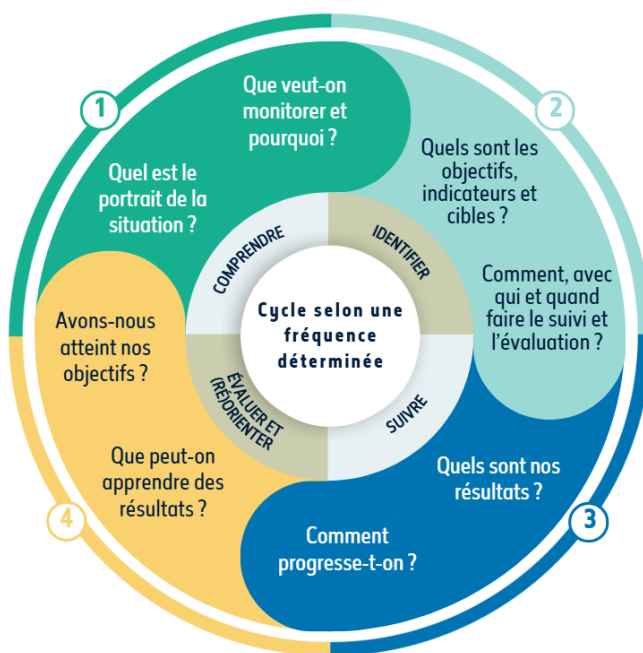 1
Que veut-on
monitorer et
pourquoi ?
Quel est le
portrait de la
situation ?
COMPRENDRE
2
Quels sont les
objectifs,
indicateurs et
cibles ?
Comment, avec
qui et quand
faire le suivi et
l'évaluation ?
IDENTIFIER
Cycle selon une
fréquence
déterminée
3
Quels sont nos
résultats ?
Comment
progresse-t-on ?
SUIVRE
4
Avons-nous
atteint nos
objectifs ?
Que peut-on
apprendre des
résultats ?
ÉVALUER ET
(RÉ)ORIENTER